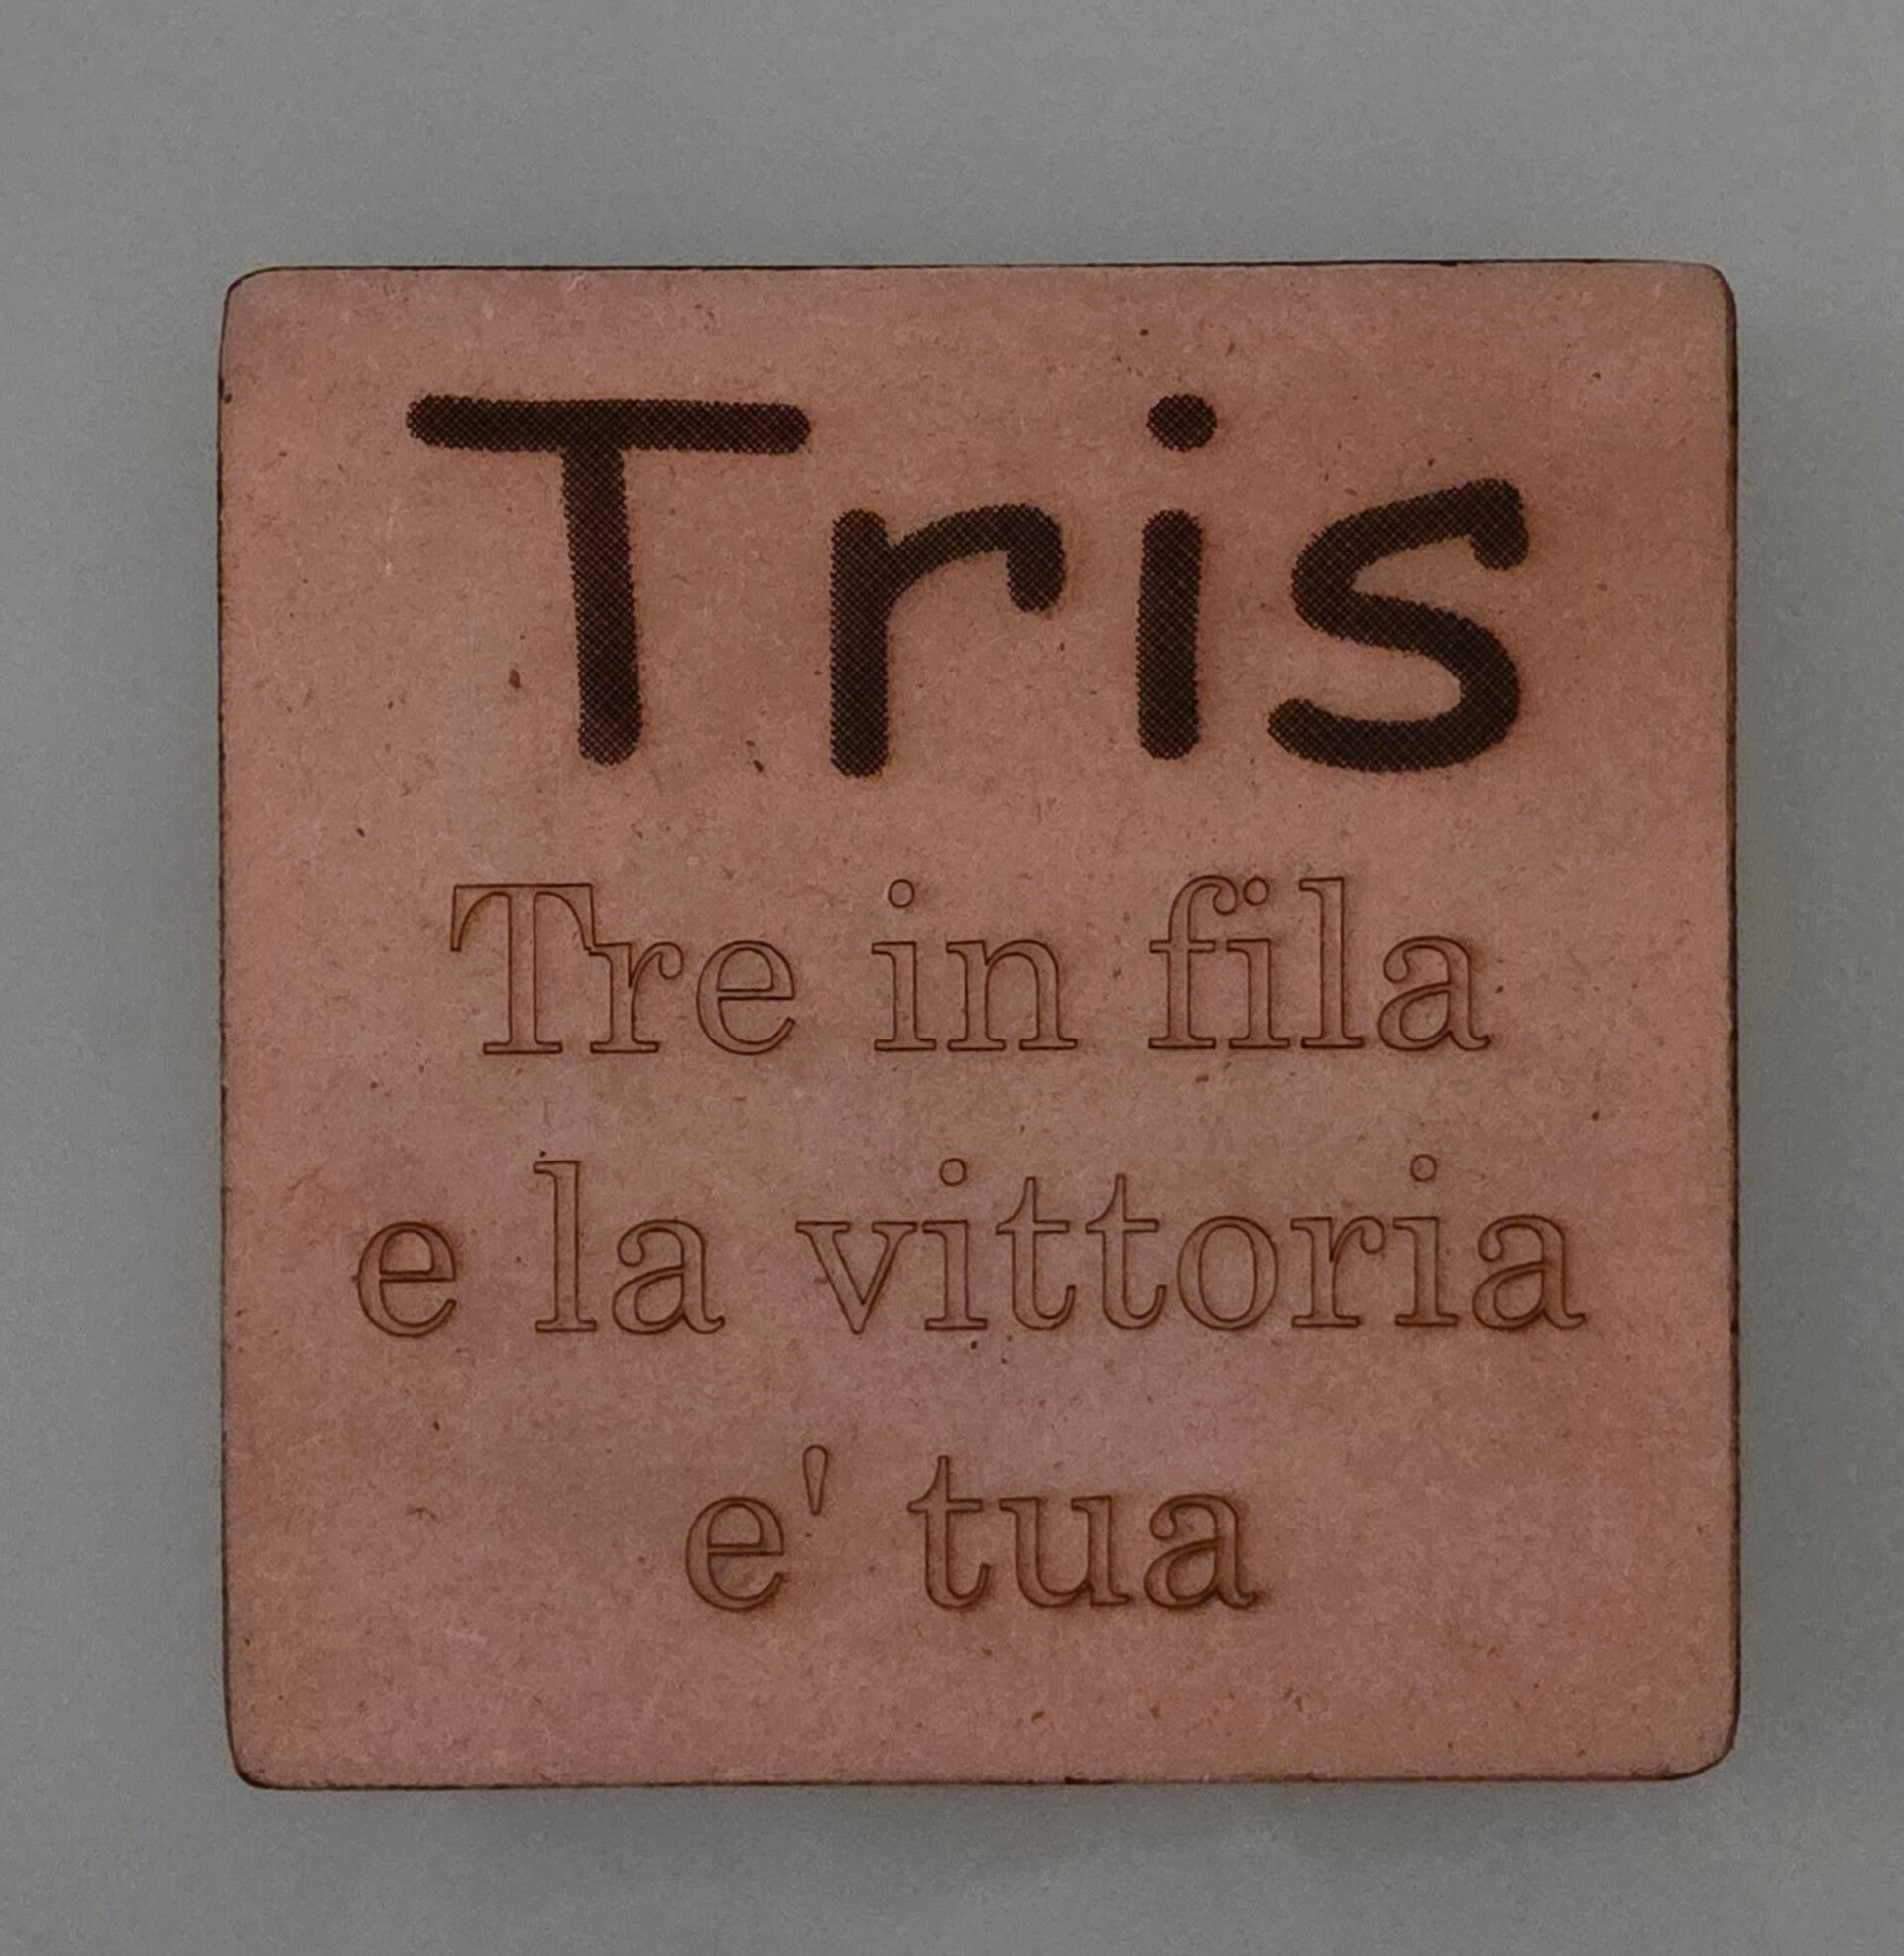 Tris
Tre in fila
e la vittoria
e' tua